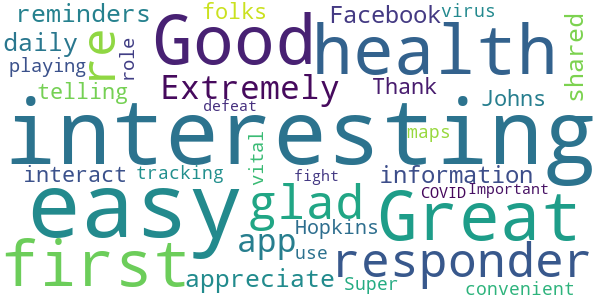 reminders folks Facebook virus
daily Good health
playing role re Extremely Thank shared
telling defeat Johns
interesting
interact tracking vital fight maps information
easy glad COVID Important
Great
first app Hopkins responder
use
appreciate Super convenient